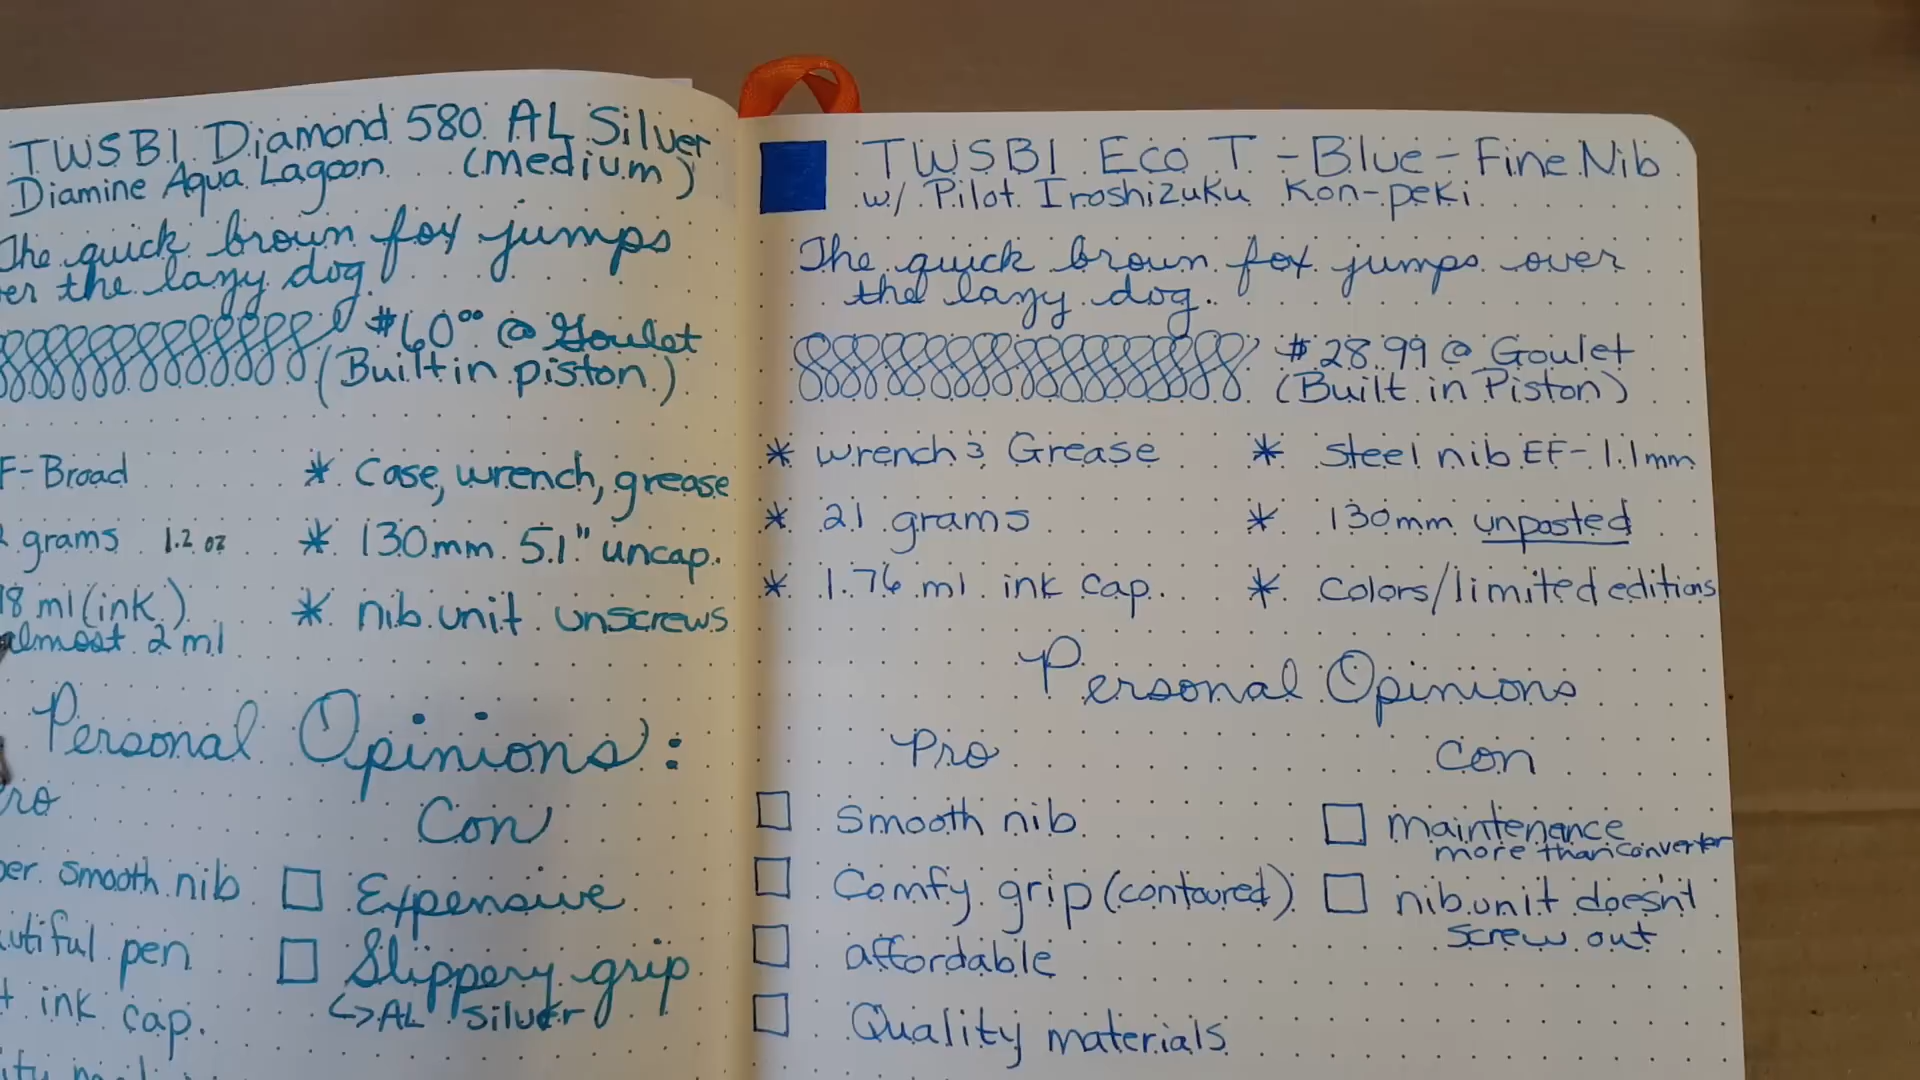 TWSBI Diamond 580 AL Silver
Diamine Aqua Lagoon (medium)
The quick brown fox jumps
the lazy dog
$60.00 @ Goulet
(Built in piston)
F-Broad
* Case, wrench, grease
grams 1.2 oz
* 130mm 5.1" uncap.
ml (ink)
almost 2 ml
* nib unit unscrews
Personal Opinions:
Con
smooth nib
Expensive
pen
Slippery grip
ink cap.
↳AL Silver
TWSBI Eco T - Blue - Fine Nib
w/ Pilot Iroshizuku Kon-peki
The quick brown fox jumps over
the lazy dog.
$28.99 @ Goulet
(Built in Piston)
* wrench & Grease
* steel nib EF-1.1mm
* 21 grams
* 130mm unposted
* 1.76 ml ink cap.
* colors/limited editions
Personal Opinions
Pro
Con
smooth nib
maintenance
more than converter
Comfy grip (contoured)
nib unit doesn't
screw out
affordable
Quality materials